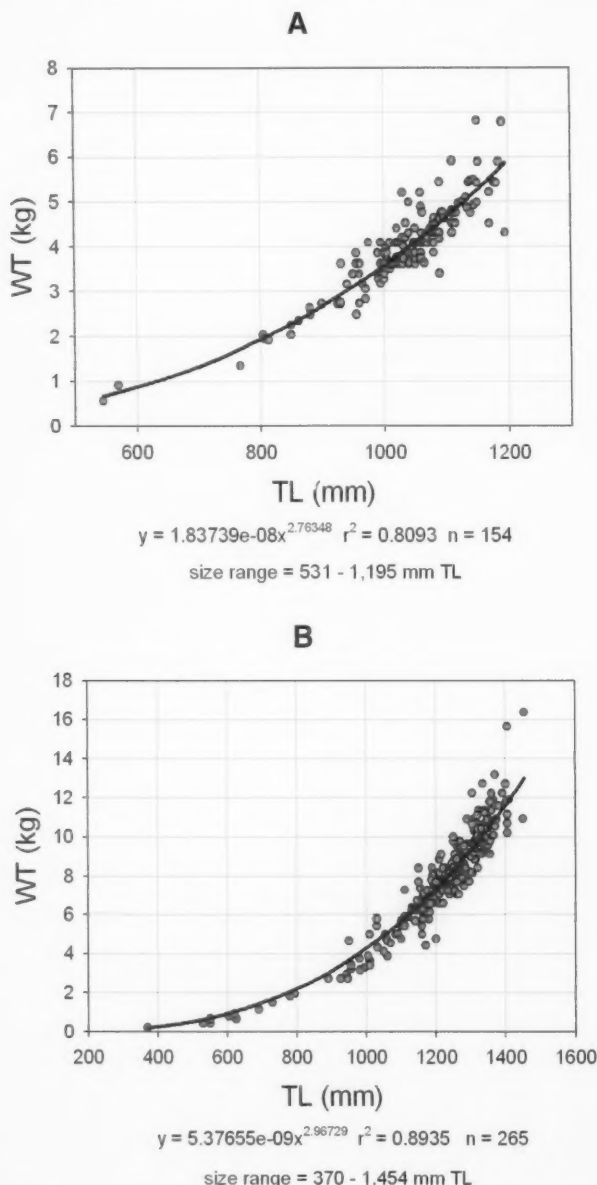 A
8
7
6
5
4
3
2
1
0
WT (kg)
600 800 1000 1200
TL (mm)
y = 1.83739e-08x^2.76348 r² = 0.8093 n = 154
size range = 531 - 1,195 mm TL
B
18
16
14
12
10
8
6
4
2
0
WT (kg)
200 400 600 800 1000 1200 1400 1600
TL (mm)
y = 5.37655e-09x^2.96729 r² = 0.8935 n = 265
size range = 370 - 1,454 mm TL